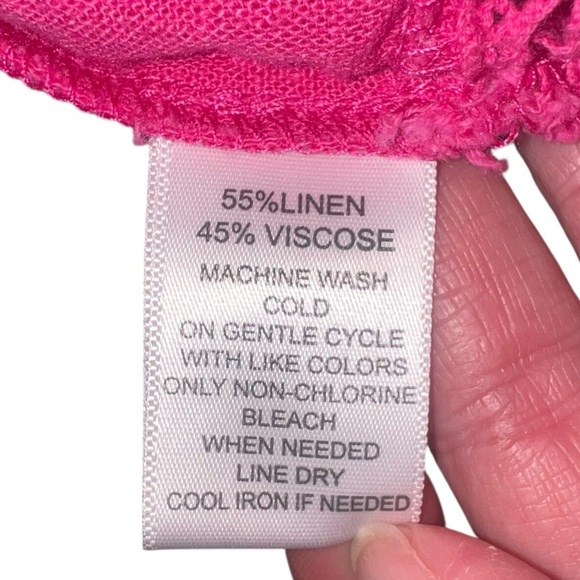 55%LINEN
45% VISCOSE
MACHINE WASH
COLD
ON GENTLE CYCLE
WITH LIKE COLORS
ONLY NON-CHLORINE
BLEACH
WHEN NEEDED
LINE DRY
COOL IRON IF NEEDED